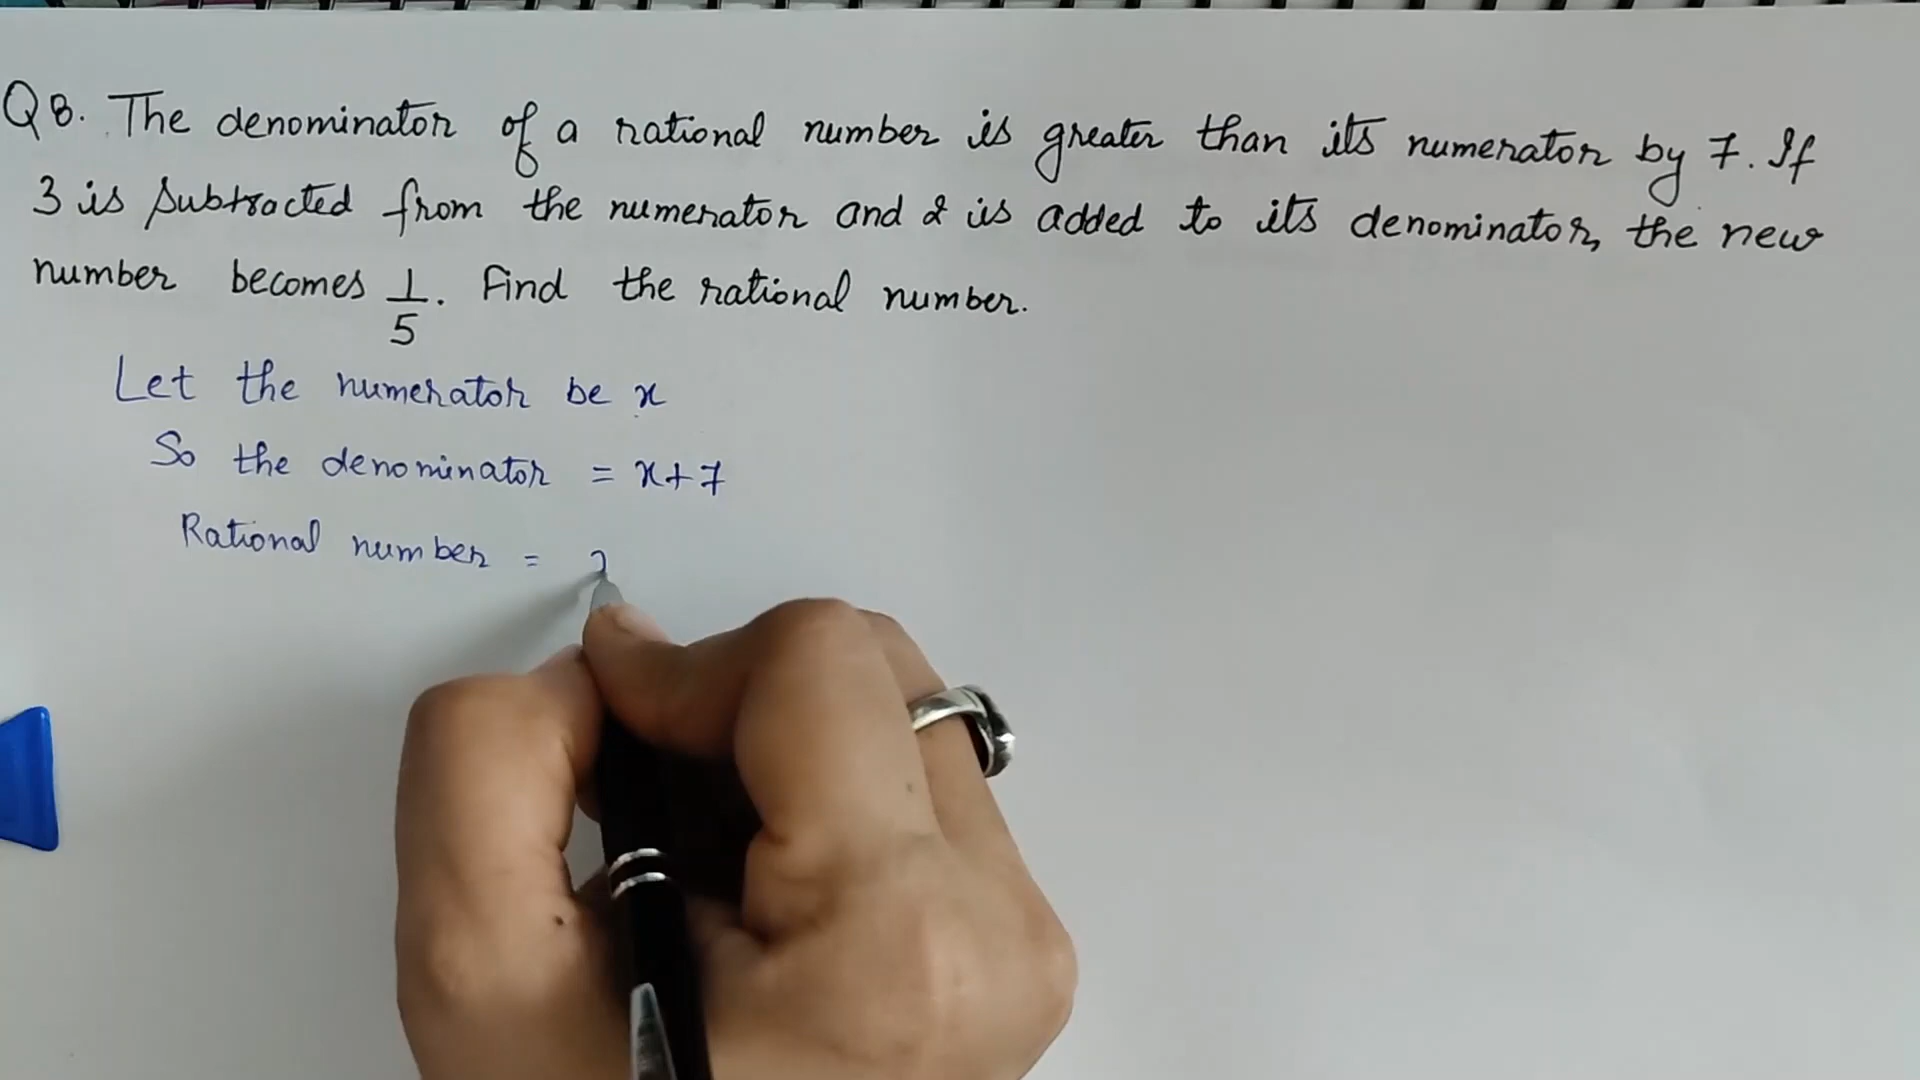 Q8. The denominator of a rational number is greater than its numerator by 7. If
3 is subtracted from the numerator and 2 is added to its denominator, the new
number becomes 1/5. Find the rational number.
Let the numerator be x
So the denominator = x+7
Rational number =